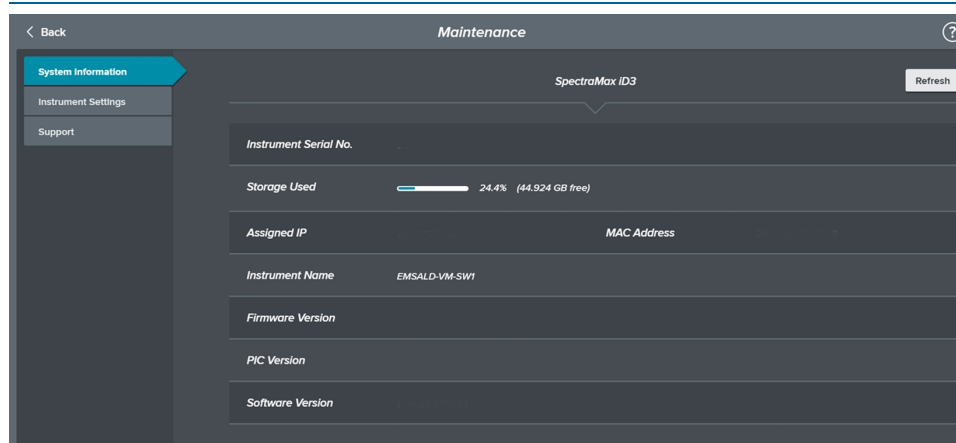 Back
Maintenance
?
System Information
Instrument Settings
Support
SpectraMax iD3
Refresh
Instrument Serial No.
Storage Used 24.4% (44.924 GB free)
Assigned IP MAC Address
Instrument Name EMSALD-VM-SW1
Firmware Version
PIC Version
Software Version